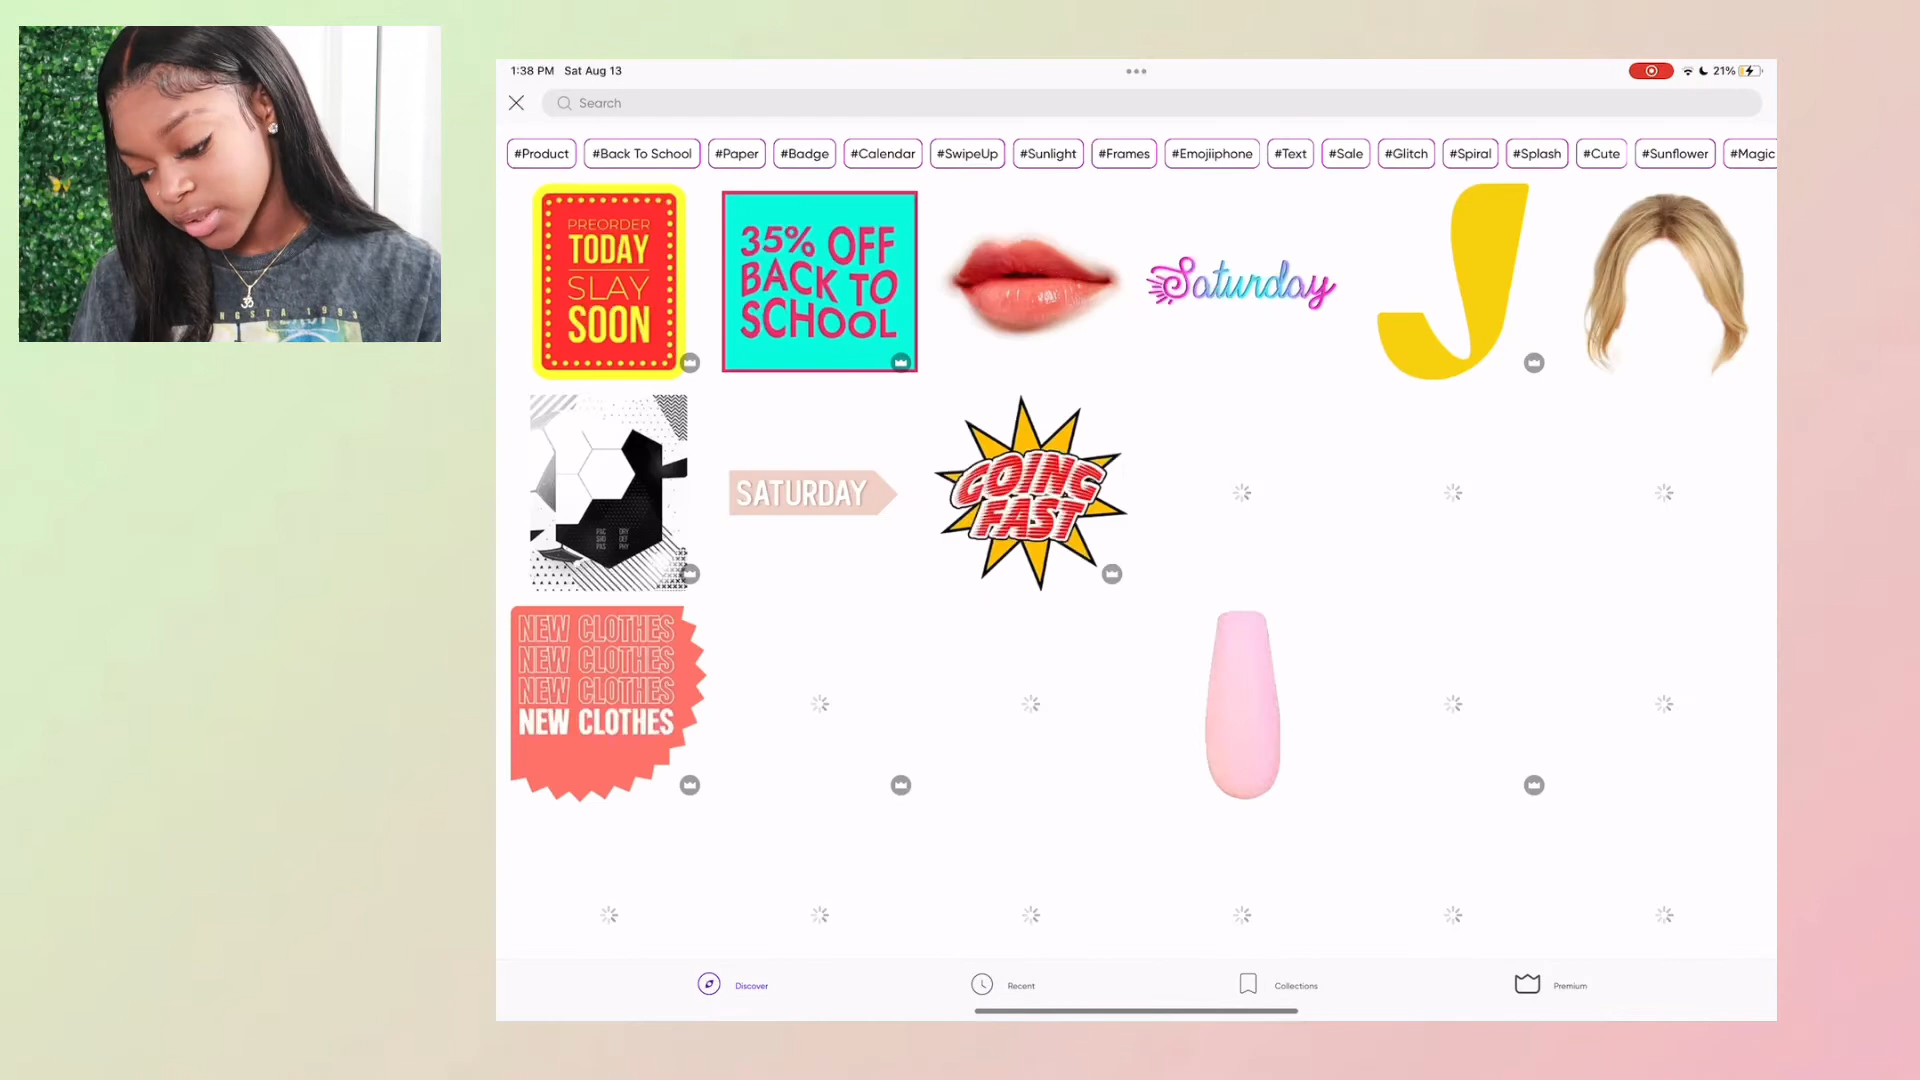 1:38 PM Sat Aug 13
21%
Search
#Product #Back To School #Paper #Badge #Calendar #SwipeUp #Sunlight #Frames #Emojiiphone #Text #Sale #Glitch #Spiral #Splash #Cute #Sunflower #Magic
PREORDER
TODAY
SLAY
SOON
35% OFF
BACK TO
SCHOOL
Saturday
J
SATURDAY
GOING
FAST
NEW CLOTHES
NEW CLOTHES
NEW CLOTHES
NEW CLOTHES
Discover Recent Collections Premium